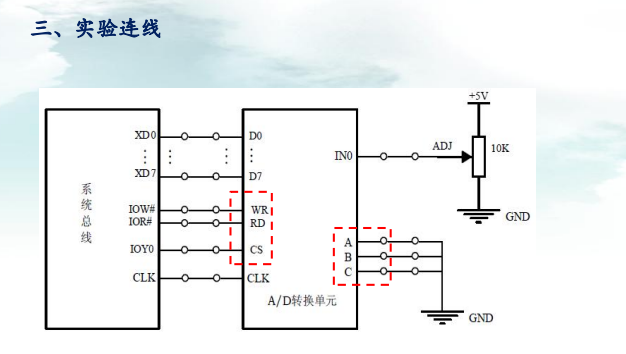 三、实验连线
+5V
XD0 D0
IN0 ADJ 10K
XD7 D7
系统总线
IOW# WR
IOR# RD
GND
IOY0 CS
A
B
C
CLK CLK
A/D转换单元
GND